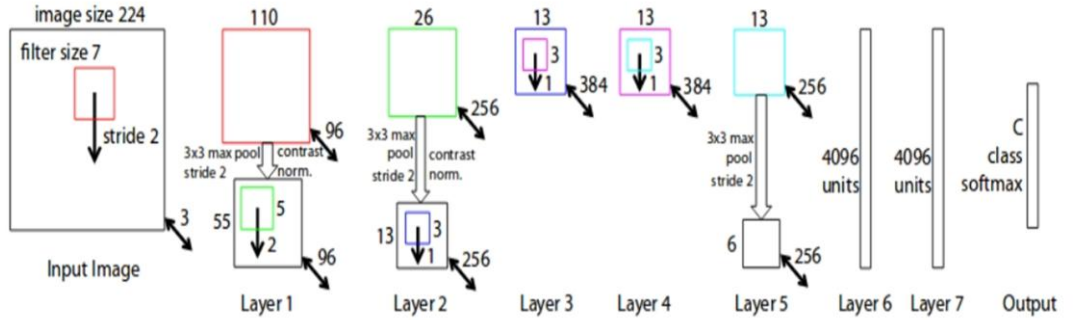 image size 224
filter size 7
stride 2
3
Input Image
110
96
3x3 max pool
stride 2
contrast
norm.
55
5
2
96
Layer 1
26
256
3x3 max
pool
stride 2
contrast
norm.
13
3
1
256
Layer 2
13
3
1
384
Layer 3
13
3
1
384
Layer 4
13
256
3x3 max
pool
stride 2
6
256
Layer 5
4096
units
Layer 6
4096
units
Layer 7
C
class
softmax
Output